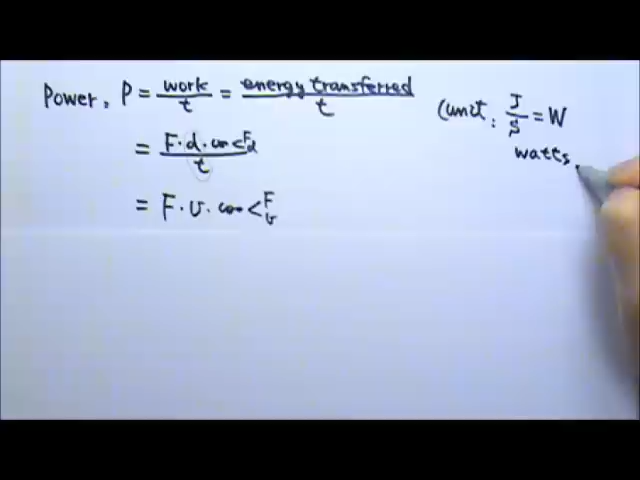 Power, P = work/t = energy transferred/t
(unit: J/s = W
watts,
= F·d·cos<F d/t
= F·v·cos<F v